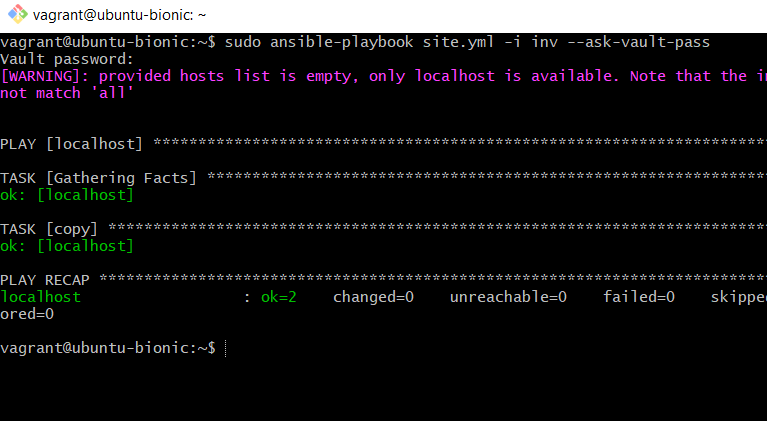 vagrant@ubuntu-bionic: ~
vagrant@ubuntu-bionic:~$ sudo ansible-playbook site.yml -i inv --ask-vault-pass
Vault password:
[WARNING]: provided hosts list is empty, only localhost is available. Note that the
not match 'all'
PLAY [localhost] ********************************************************************
TASK [Gathering Facts] **************************************************************
ok: [localhost]
TASK [copy] *************************************************************************
ok: [localhost]
PLAY RECAP **************************************************************************
localhost                  : ok=2    changed=0    unreachable=0    failed=0    skippe
ored=0
vagrant@ubuntu-bionic:~$